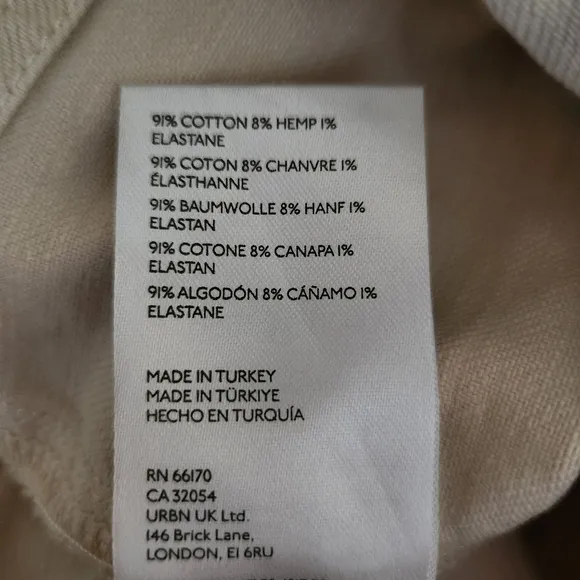 91% COTTON 8% HEMP 1%
ELASTANE
91% COTON 8% CHANVRE 1%
ÉLASTHANNE
91% BAUMWOLLE 8% HANF 1%
ELASTAN
91% COTONE 8% CANAPA 1%
ELASTAN
91% ALGODÓN 8% CÁÑAMO 1%
ELASTANE
MADE IN TURKEY
MADE IN TÜRKIYE
HECHO EN TURQUÍA
RN 66170
CA 32054
URBN UK Ltd.
146 Brick Lane,
LONDON, E1 6RU